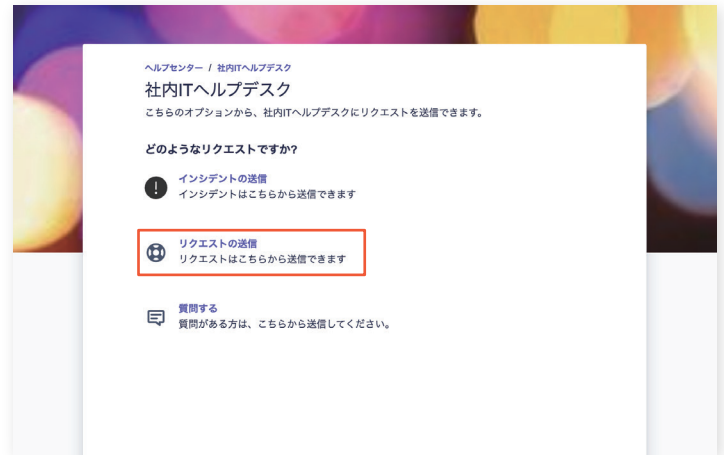 ヘルプセンター / 社内ITヘルプデスク
社内ITヘルプデスク
こちらのオプションから、社内ITヘルプデスクにリクエストを送信できます。
どのようなリクエストですか?
インシデントの送信
インシデントはこちらから送信できます
リクエストの送信
リクエストはこちらから送信できます
質問する
質問がある方は、こちらから送信してください。